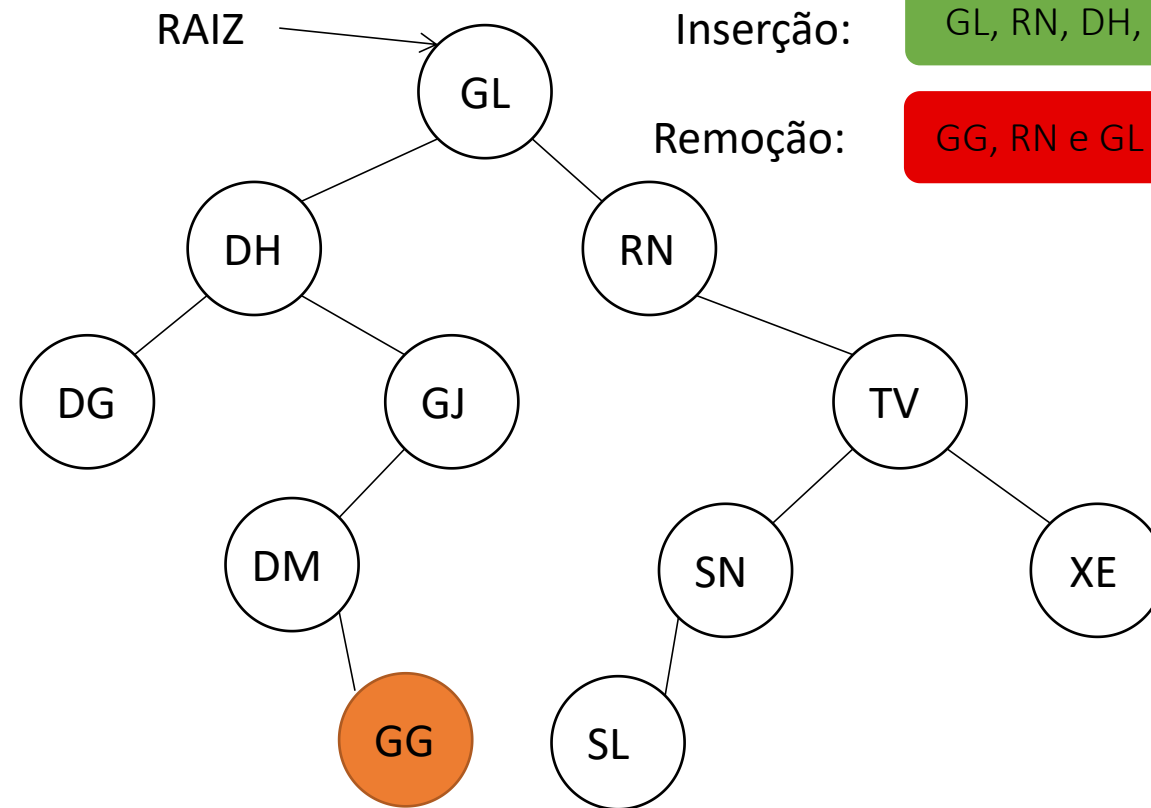 RAIZ
Inserção:
GL, RN, DH,
GL
Remoção:
GG, RN e GL
DH
RN
DG
GJ
TV
DM
SN
XE
GG
SL